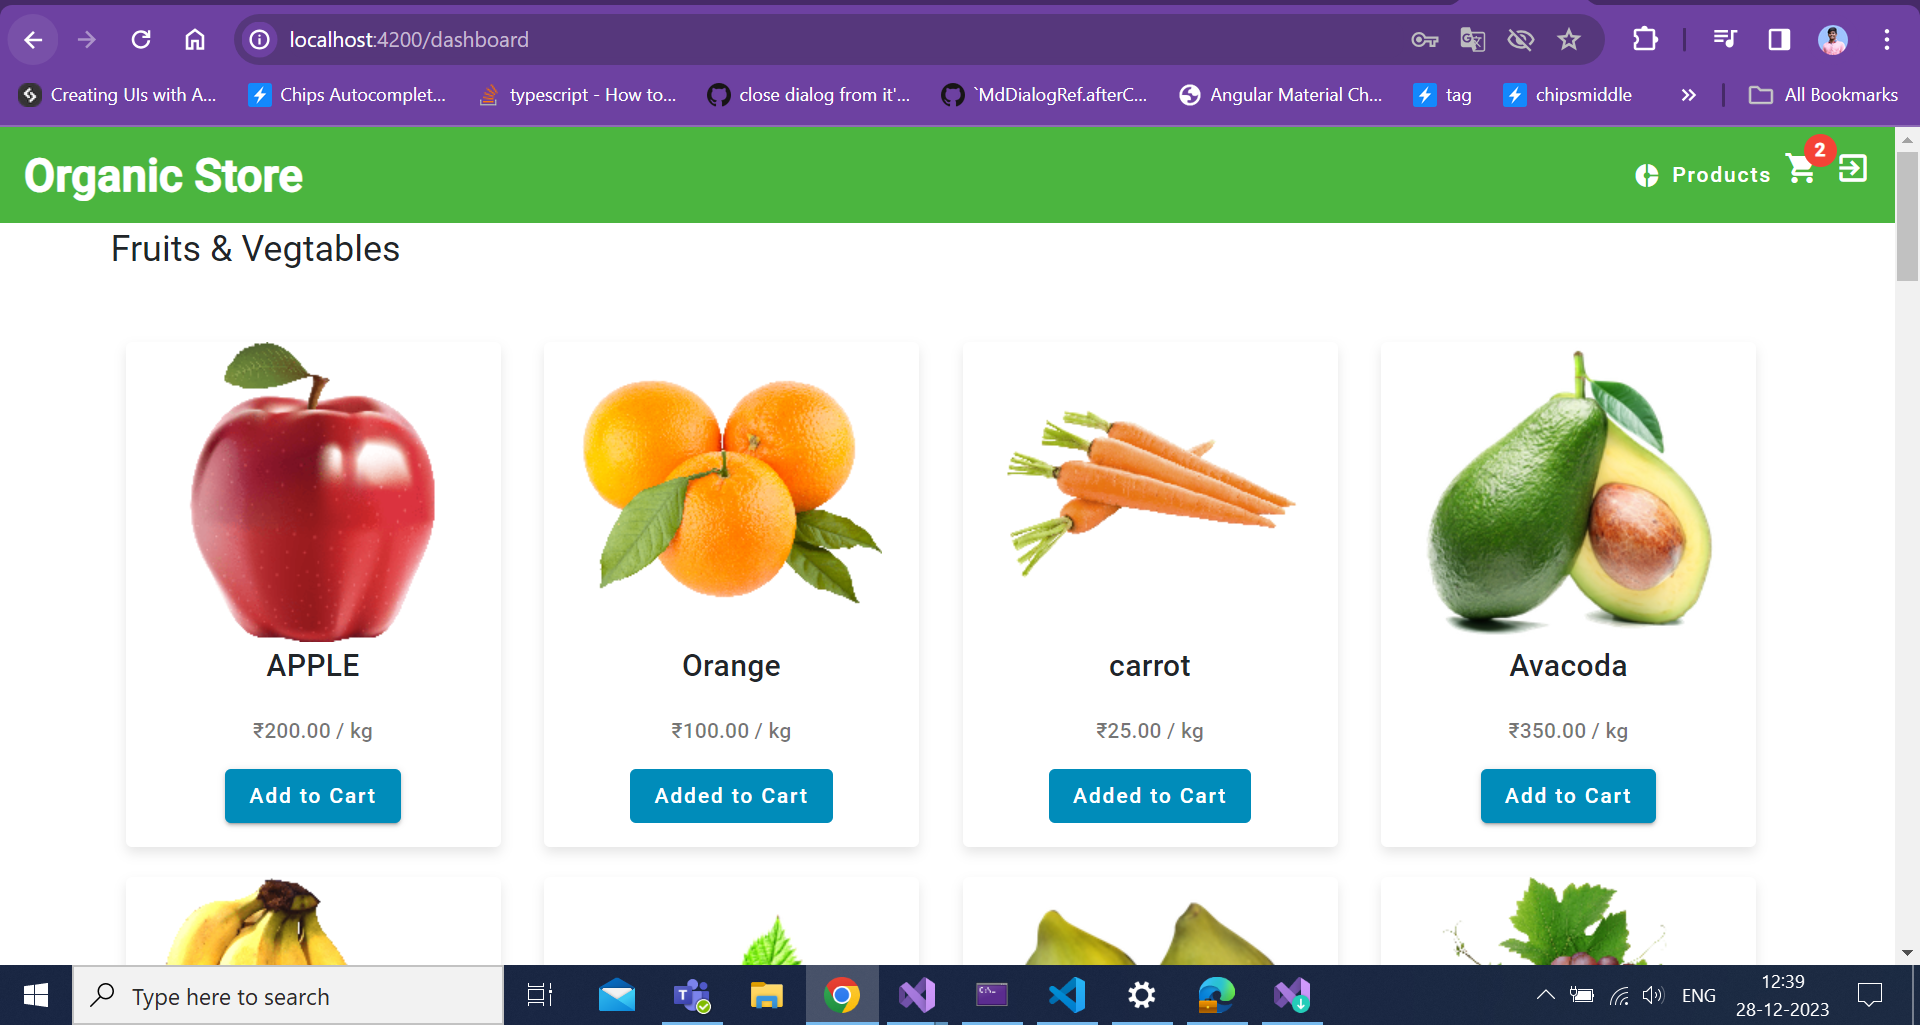 localhost:4200/dashboard
Creating UIs with A...
Chips Autocomplet...
typescript - How to...
close dialog from it'...
`MdDialogRef.afterC...
Angular Material Ch...
tag
chipsmiddle
»
All Bookmarks
Organic Store
Products
2
Fruits & Vegtables
APPLE
Orange
carrot
Avacoda
₹200.00 / kg
₹100.00 / kg
₹25.00 / kg
₹350.00 / kg
Add to Cart
Added to Cart
Added to Cart
Add to Cart
Type here to search
ENG
12:39
28-12-2023